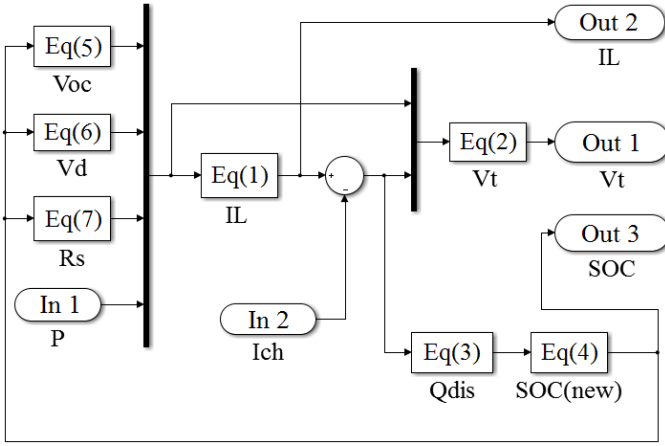 Out 2
IL
Eq(5)
Voc
Eq(6)
Vd
Eq(2)
Vt
Out 1
Vt
Eq(1)
IL
+
-
Eq(7)
Rs
Out 3
SOC
In 1
P
In 2
Ich
Eq(3)
Qdis
Eq(4)
SOC(new)